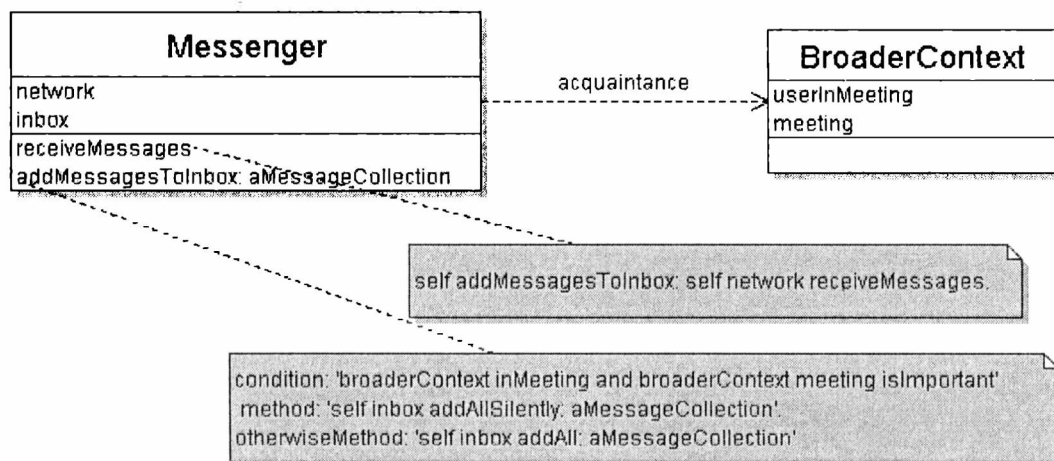 Messenger
network
inbox
receiveMessages
addMessagesToInbox: aMessageCollection
acquaintance
BroaderContext
userInMeeting
meeting
self addMessagesToInbox: self network receiveMessages.
condition: 'broaderContext inMeeting and broaderContext meeting isImportant'
method: 'self inbox addAllSilently: aMessageCollection'.
otherwiseMethod: 'self inbox addAll: aMessageCollection'